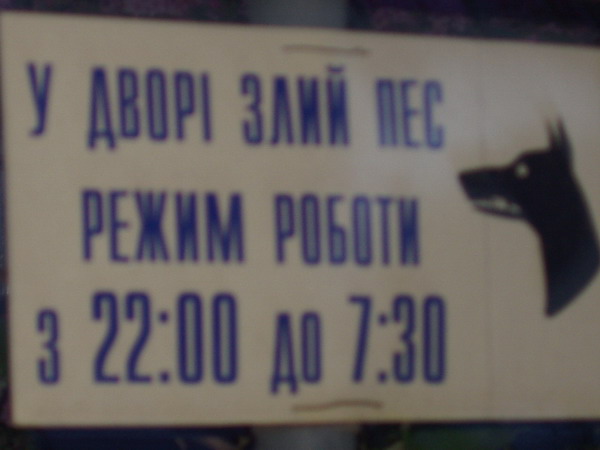 У ДВОРІ ЗЛИЙ ПЕС
РЕЖИМ РОБОТИ
З 22:00 ДО 7:30